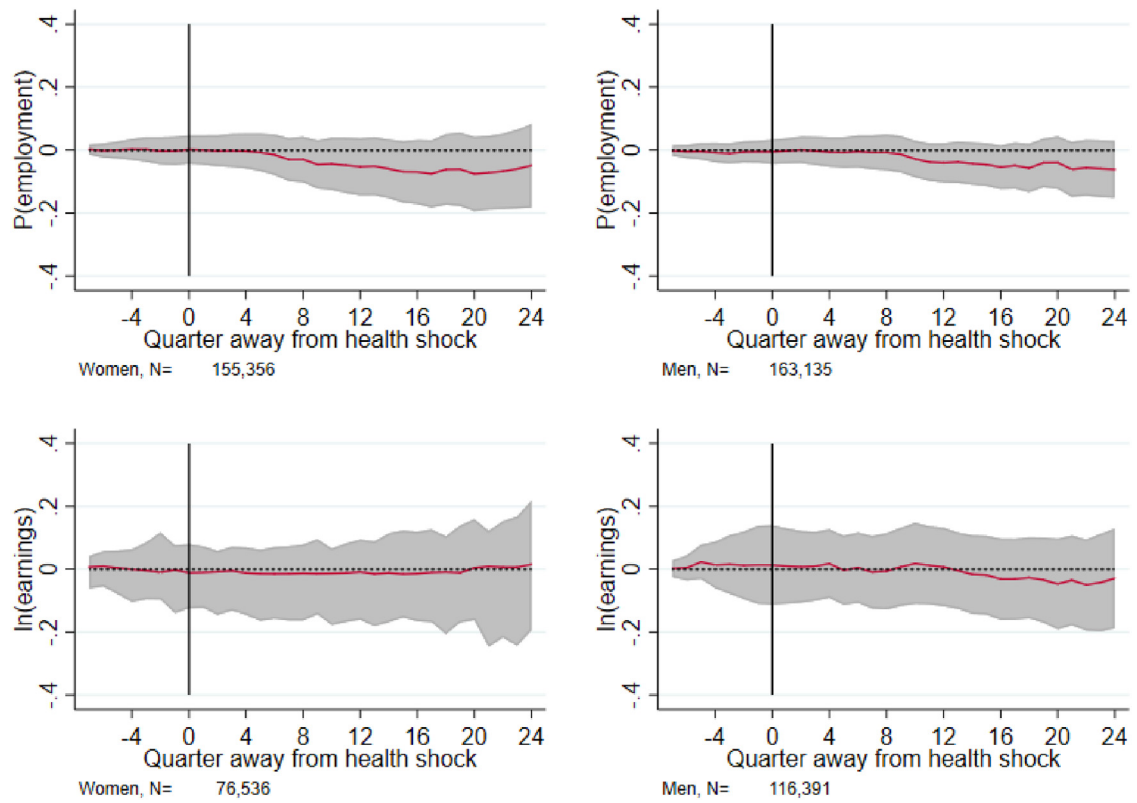 P(employment)
.4
.2
0
-.2
-.4
-4 0 4 8 12 16 20 24
Quarter away from health shock
Women, N= 155,356
P(employment)
.4
.2
0
-.2
-.4
-4 0 4 8 12 16 20 24
Quarter away from health shock
Men, N= 163,135
ln(earnings)
.4
.2
0
-.2
-.4
-4 0 4 8 12 16 20 24
Quarter away from health shock
Women, N= 76,536
ln(earnings)
.4
.2
0
-.2
-.4
-4 0 4 8 12 16 20 24
Quarter away from health shock
Men, N= 116,391